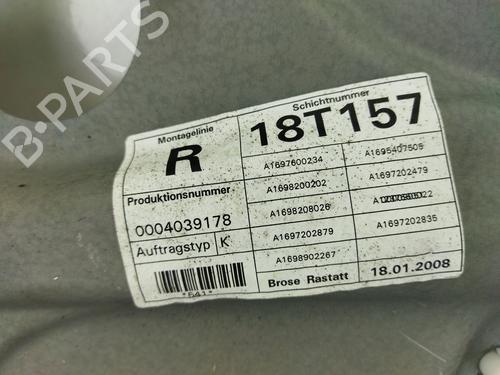 B-PARTS
Montagelinie
R
Produktionsnummer
0004039178
Auftragstyp K
*541*
Schichtnummer
18T157
A1697600234 A1695407505
A1698200202 A1697202479
A1698208026
A1697202879 A1697202835
A1698902267
Brose Rastatt 18.01.2008